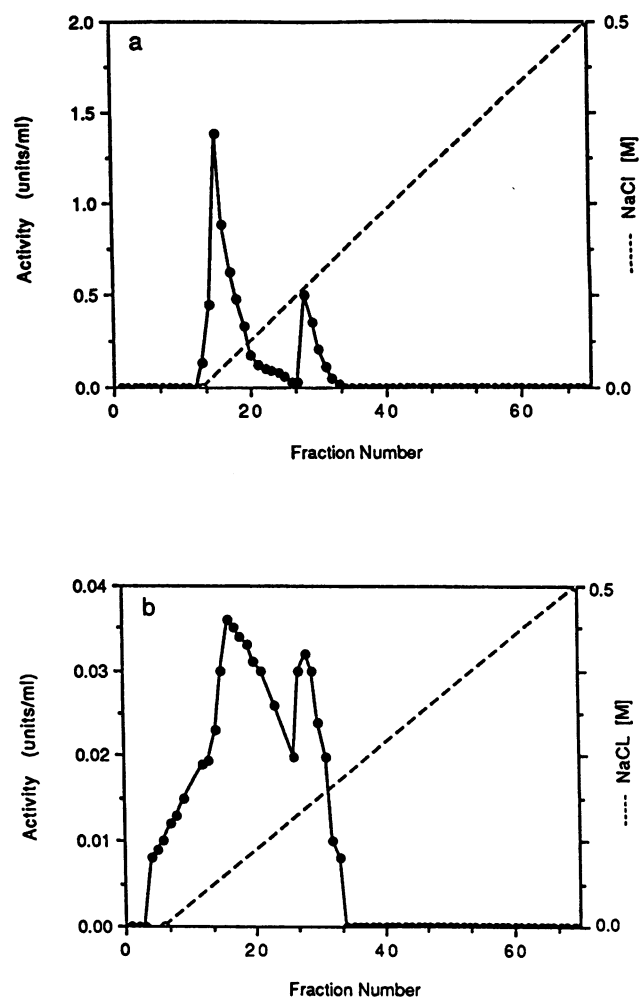 a
2.0
1.5
1.0
0.5
0.0
Activity (units/ml)
0.5
0.0
------ NaCl [M]
0 20 40 60
Fraction Number
b
0.04
0.03
0.02
0.01
0.00
Activity (units/ml)
0.5
0.0
----- NaCL [M]
0 20 40 60
Fraction Number